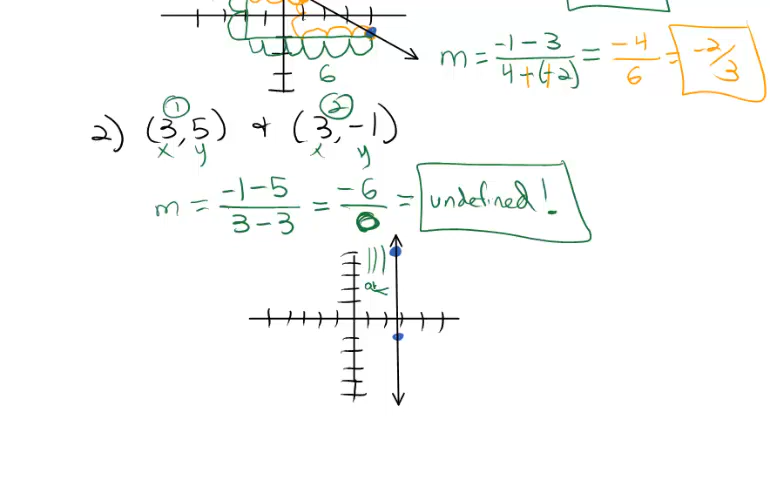 6
m = -1 - 3 / 4 + (+2) = -4 / 6 = -2/3
1 2
2) (3, 5) + (3, -1)
x y x y
m = -1 - 5 / 3 - 3 = -6 / 0 = undefined!